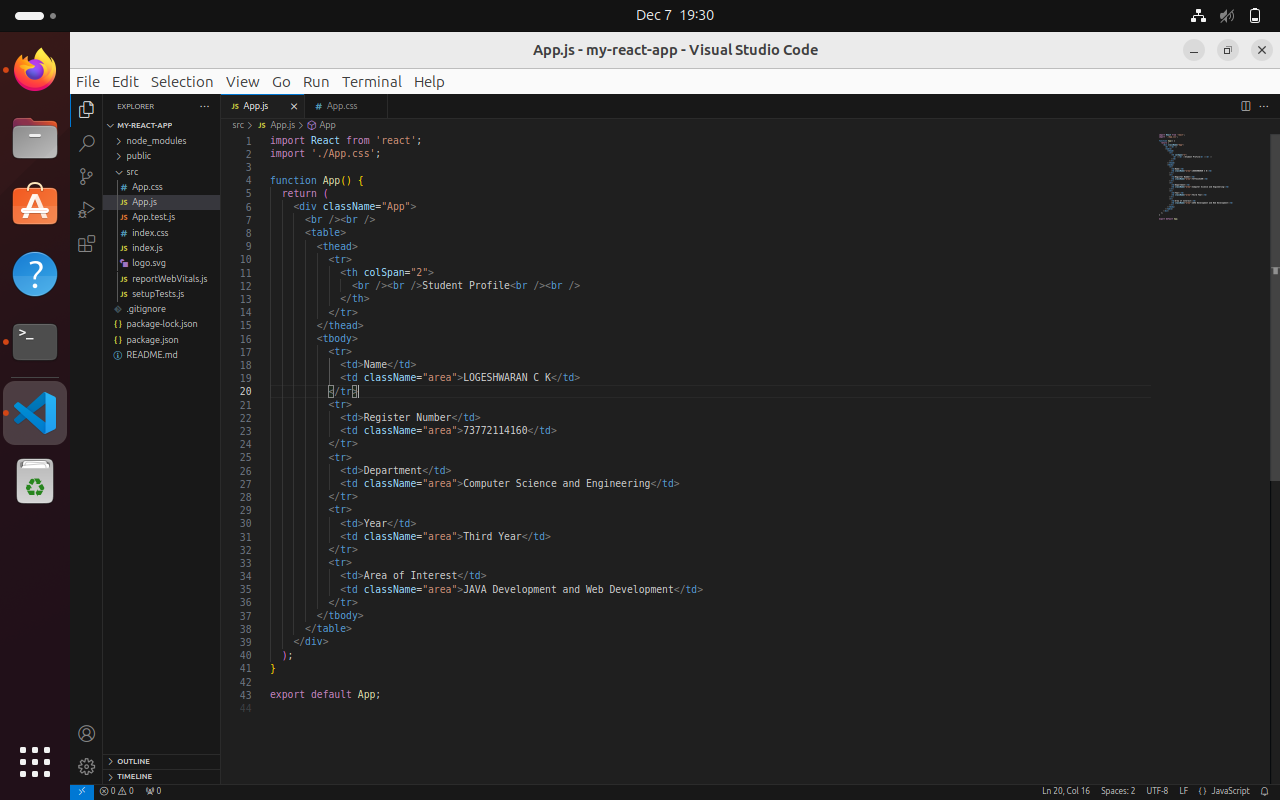 Dec 7 19:30
App.js - my-react-app - Visual Studio Code
File Edit Selection View Go Run Terminal Help
EXPLORER
MY-REACT-APP
node_modules
public
src
App.css
App.js
App.test.js
index.css
index.js
logo.svg
reportWebVitals.js
setupTests.js
.gitignore
package-lock.json
package.json
README.md
OUTLINE
TIMELINE
App.js App.css
src > App.js > App
1 import React from 'react';
2 import './App.css';
3
4 function App() {
5 return (
6 <div className="App">
7 <br /><br />
8 <table>
9 <thead>
10 <tr>
11 <th colSpan="2">
12 <br /><br />Student Profile<br /><br />
13 </th>
14 </tr>
15 </thead>
16 <tbody>
17 <tr>
18 <td>Name</td>
19 <td className="area">LOGESHWARAN C K</td>
20 </tr>
21 <tr>
22 <td>Register Number</td>
23 <td className="area">73772114160</td>
24 </tr>
25 <tr>
26 <td>Department</td>
27 <td className="area">Computer Science and Engineering</td>
28 </tr>
29 <tr>
30 <td>Year</td>
31 <td className="area">Third Year</td>
32 </tr>
33 <tr>
34 <td>Area of Interest</td>
35 <td className="area">JAVA Development and Web Development</td>
36 </tr>
37 </tbody>
38 </table>
39 </div>
40 );
41 }
42
43 export default App;
44
0 0 0 Ln 20, Col 16 Spaces: 2 UTF-8 LF { } JavaScript